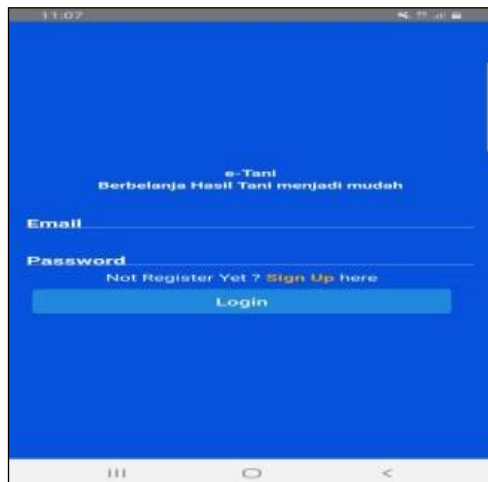 11:07
e-Tani
Berbelanja Hasil Tani menjadi mudah
Email
Password
Not Register Yet ? Sign Up here
Login